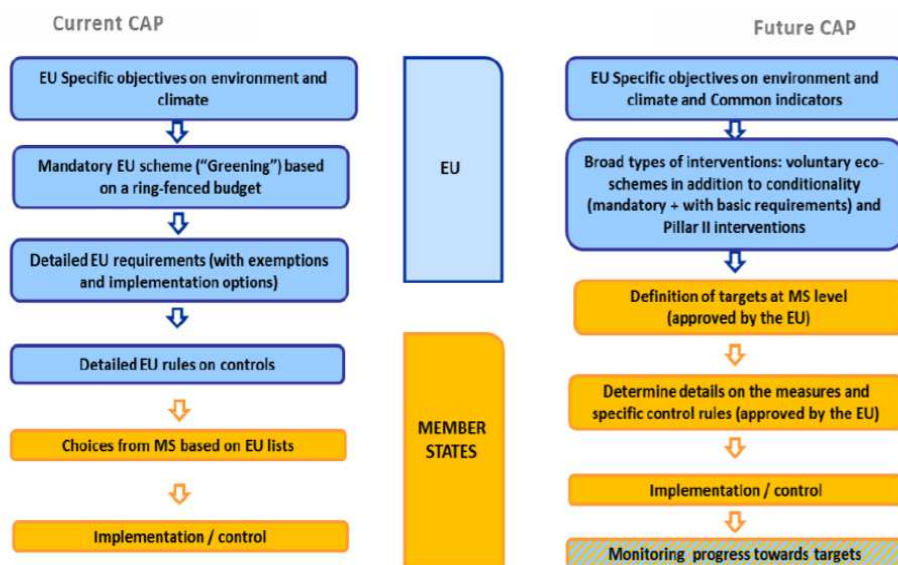 Current CAP
EU Specific objectives on environment and
climate
Mandatory EU scheme (“Greening”) based
on a ring-fenced budget
Detailed EU requirements (with exemptions
and implementation options)
Detailed EU rules on controls
Choices from MS based on EU lists
Implementation / control
EU
MEMBER
STATES
Future CAP
EU Specific objectives on environment and
climate and Common indicators
Broad types of interventions: voluntary eco-
schemes in addition to conditionality
(mandatory + with basic requirements) and
Pillar II interventions
Definition of targets at MS level
(approved by the EU)
Determine details on the measures and
specific control rules (approved by the EU)
Implementation / control
Monitoring progress towards targets